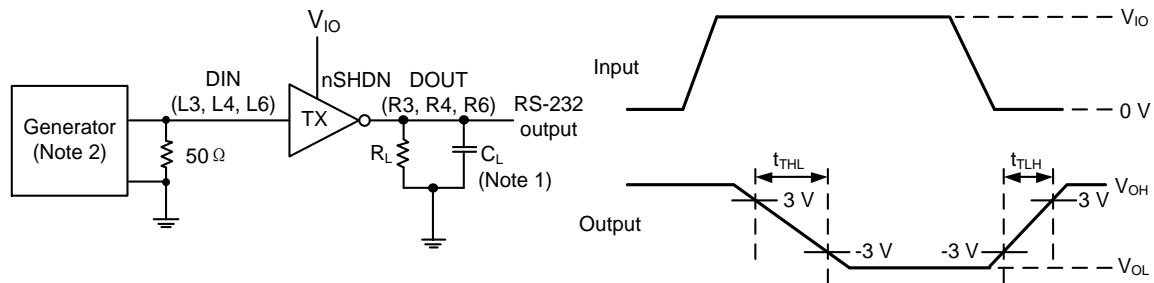 V_IO
nSHDN
DIN
(L3, L4, L6)
DOUT
(R3, R4, R6)
RS-232
output
TX
Generator
(Note 2)
50 Ω
R_L
C_L
(Note 1)
Input
V_IO
0 V
t_THL
t_TLH
Output
3 V
-3 V
-3 V
3 V
V_OH
V_OL